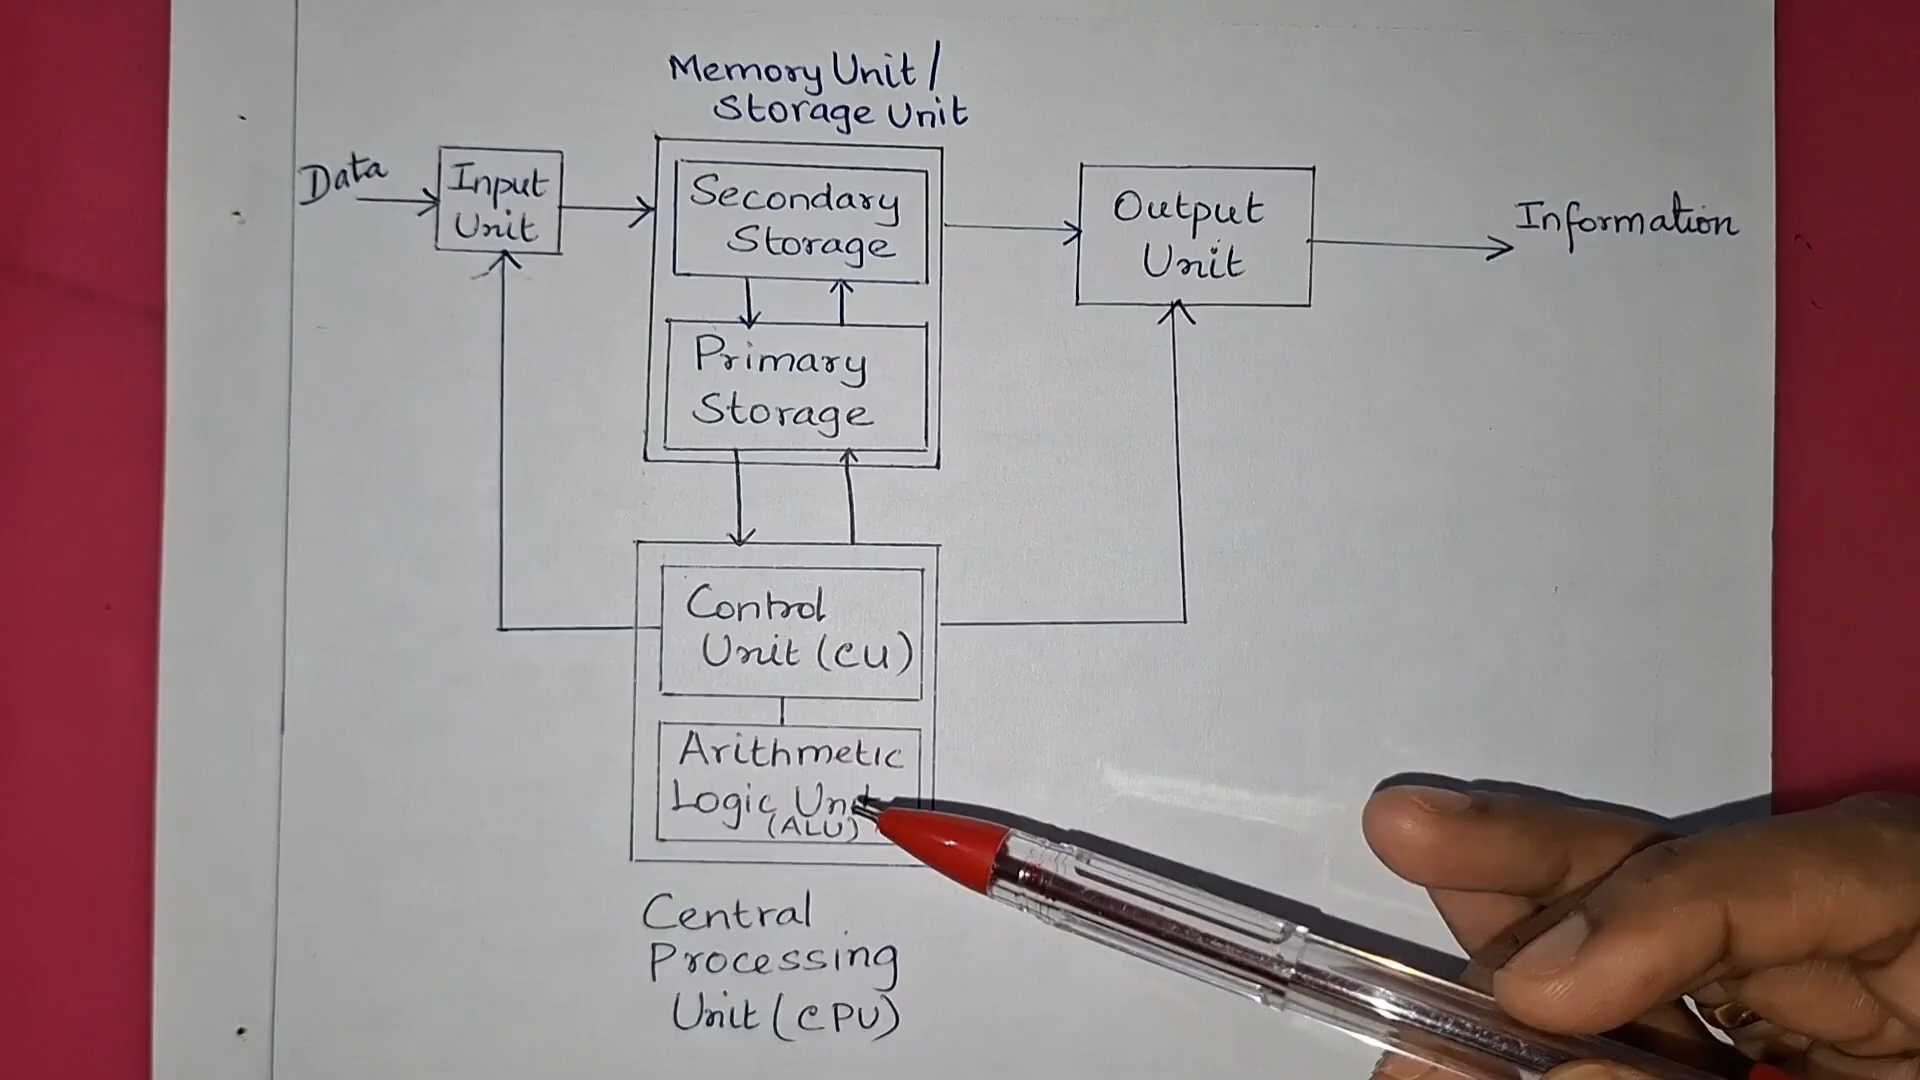 Memory Unit /
Storage Unit
Data
Input
Unit
Secondary
Storage
Primary
Storage
Output
Unit
Information
Control
Unit (CU)
Arithmetic
Logic
(ALU)
Central
Processing
Unit (CPU)